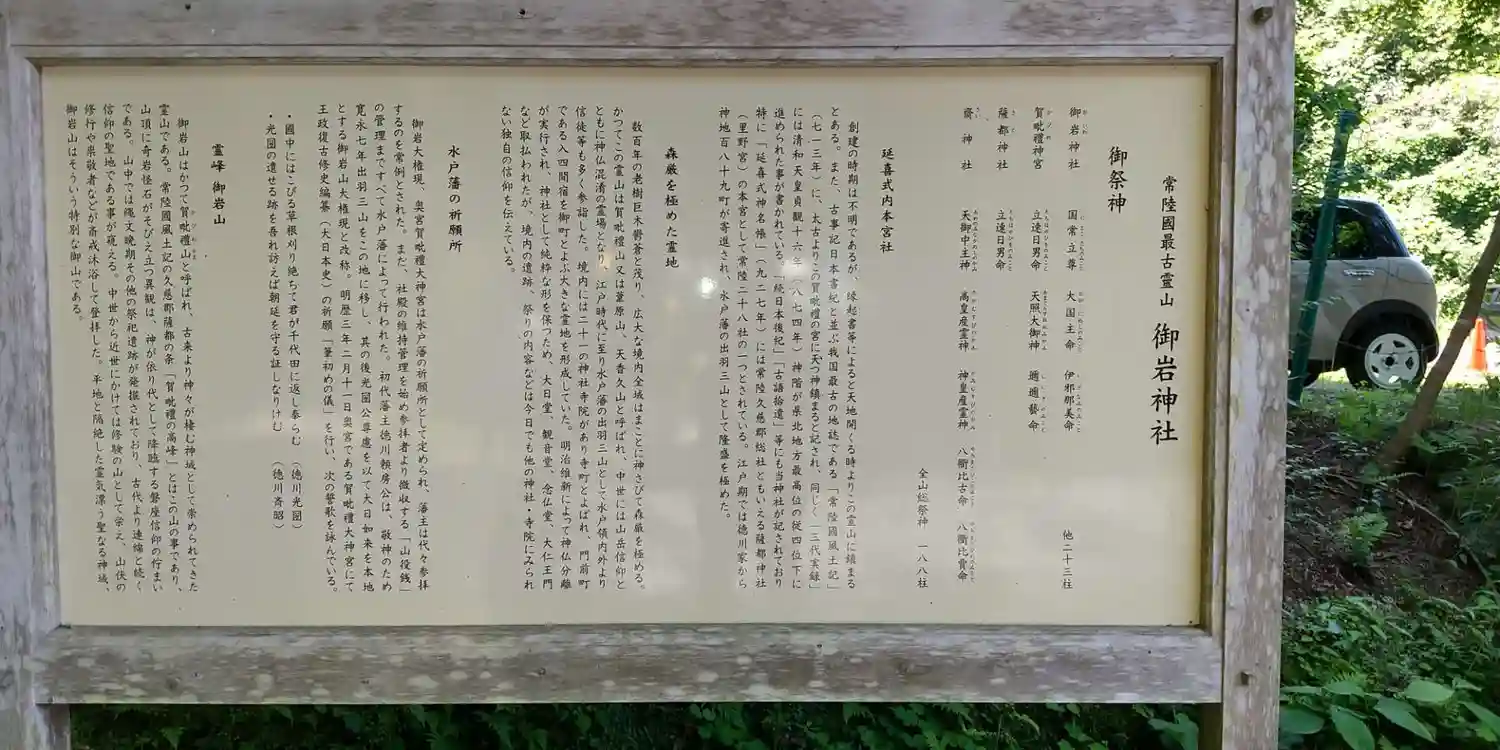 常陸國最古霊山 御岩神社
御祭神
御岩神社 国常立尊 大国主命 伊邪那美命 他二十三柱
賀毗禮神宮 立速日男命 天照大御神 邇邇藝命
薩都神社 立速日男命
齋神社 天御中主神 高皇産霊神 神皇産霊神 八衢比古命 八衢比賣命
全山総祭神 一八八柱
延喜式内本宮社
創建の時期は不明であるが、縁起書等によると天地開くる時よりこの霊山に鎮まる
とある。また、古事記日本書紀と並ぶ我国最古の地誌である「常陸國風土記」
(七一三年)に、太古よりこの賀毗禮の宮に天つ神鎮まると記され、同じく「三代実録」
には清和天皇貞観十六年(八七四年)神階が県北地方最高位の従四位下に
進められた事が書かれている。「続日本後紀」「古語拾遺」等にも当神社が記されており
特に「延喜式神名帳」(九二七年)には常陸久慈郡総社ともいえる薩都神社
(里野宮)の本宮として常陸二十八社の一つとされている。江戸期では徳川家から
神地百八十九町が寄進され、水戸藩の出羽三山として隆盛を極めた。
森厳を極めた霊地
数百年の老樹巨木鬱蒼と茂り、広大な境内全域はまことに神さびて森厳を極める。
かつてこの霊山は賀毗禮山又は菫原山、天香久山と呼ばれ、中世には山岳信仰と
ともに神仏混淆の霊場となり、江戸時代に至り水戸藩の出羽三山として水戸領内外より
信徒等も多く参詣した。境内には二十一の神社寺院があり寺町とよばれ、門前町
である入四間宿を御町とよぶ大きな霊地を形成していた。明治維新によって神仏分離
が実行され、神社として純粋な形を保つため、大日堂、観音堂、念仏堂、大仁王門
など取払われたが、境内の遺跡、祭りの内容などは今日でも他の神社・寺院にみられ
ない独自の信仰を伝えている。
水戸藩の祈願所
御岩大権現、奥宮賀毗禮大神宮は水戸藩の祈願所として定められ、藩主は代々参拝
するのを常例とされた。また、社殿の維持管理を始め参拝者より徴収する「山役銭」
の管理まですべて水戸藩によって行われた。初代藩主徳川頼房公は、敬神のため
寛永七年出羽三山をこの地に移し、其の後光圀公尊慮を以て大日如来を本地
とする御岩山大権現と改称。明歴三年二月十一日奥宮である賀毗禮大神宮にて
王政復古修史編纂(大日本史)の祈願「筆初めの儀」を行い、次の誓歌を詠んでいる。
・國中にはこびる草根刈り絶ちて君が千代田に返し奉らむ (徳川光圀)
・光圀の遺せる跡を吾れ訪えば朝廷を守る証しなりけむ (徳川斉昭)
霊峰 御岩山
御岩山はかつて賀毗禮山と呼ばれ、古来より神々が棲む神域として崇められてきた
霊山である。常陸國風土記の久慈郡薩都の条「賀毗禮の高峰」とはこの山の事であり、
山頂に奇岩怪石がそびえ立つ異観は、神が依り代として降臨する磐座信仰の行まい
である。山中では縄文晩期その他の祭祀遺跡が発掘されており、古代より連綿と続く
信仰の聖地である事が窺える。中世から近世にかけては修験の山として栄え、山伏の
修行や崇敬者などが斎戒沐浴して登拝した。平地と隔絶した霊気漂う聖なる神域、
御岩山はそういう特別な御山である。